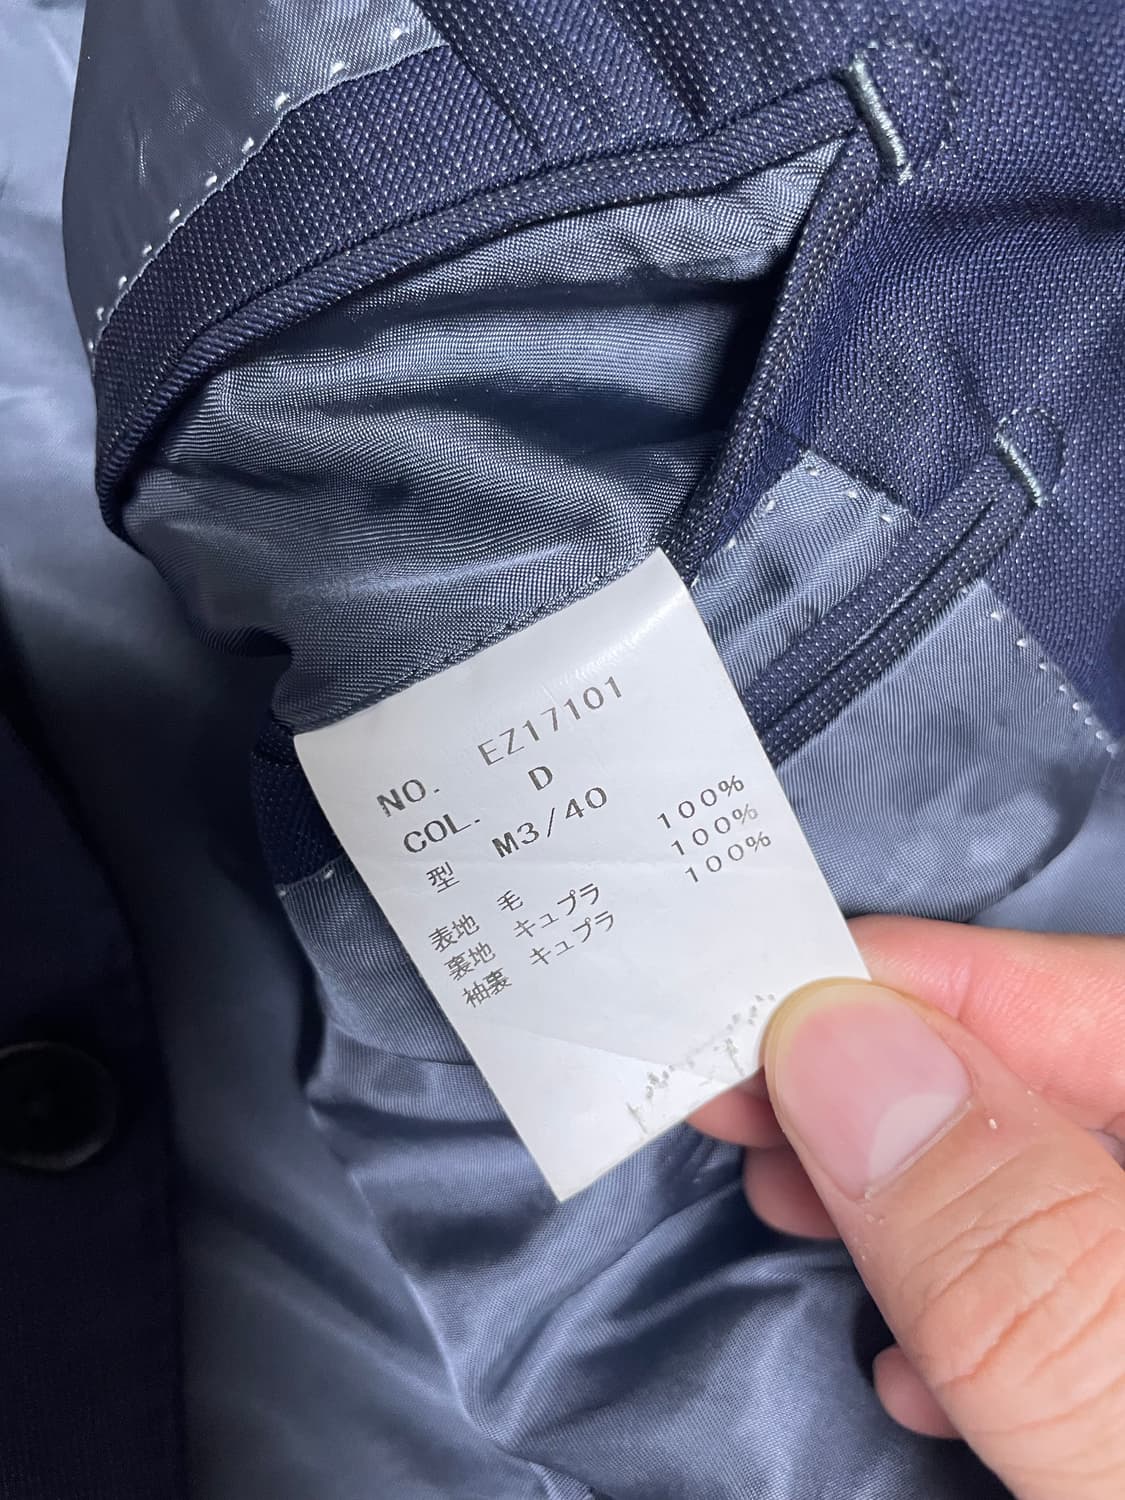 NO. EZ17101
COL. D
型 M3/40
表地 毛 100%
裏地 キュプラ 100%
袖裏 キュプラ 100%